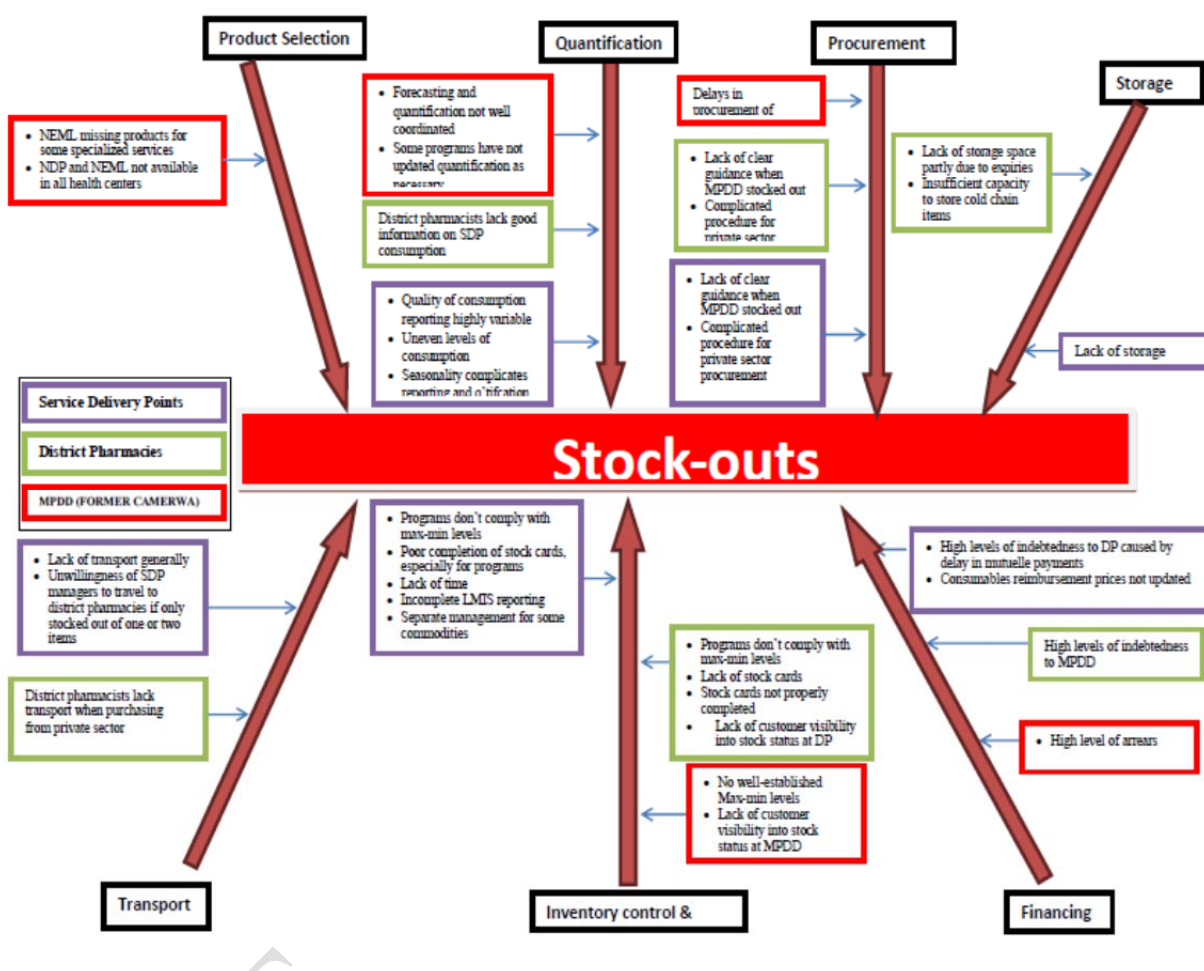 Product Selection
Quantification
Procurement
Storage
• NEML missing products for
some specialized services
• NDP and NEML not available
in all health centers
• Forecasting and
quantification not well
coordinated
• Some programs have not
updated quantification as
necessary
District pharmacists lack good
information on SDP
consumption
• Quality of consumption
reporting highly variable
• Uneven levels of
consumption
• Seasonality complicates
reporting and q`tifcation
Delays in
procurement of
• Lack of clear
guidance when
MPDD stocked out
• Complicated
procedure for
private sector
• Lack of clear
guidance when
MPDD stocked out
• Complicated
procedure for
private sector
procurement
• Lack of storage space
partly due to expiries
• Insufficient capacity
to store cold chain
items
Lack of storage
Service Delivery Points
District Pharmacies
MPDD (FORMER CAMERWA)
Stock-outs
• Lack of transport generally
• Unwillingness of SDP
managers to travel to
district pharmacies if only
stocked out of one or two
items
District pharmacists lack
transport when purchasing
from private sector
• Programs don`t comply with
max-min levels
• Poor completion of stock cards,
especially for programs
• Lack of time
• Incomplete LMIS reporting
• Separate management for some
commodities
• Programs don`t comply with
max-min levels
• Lack of stock cards
• Stock cards not properly
completed
• Lack of customer visibility
into stock status at DP
• No well-established
Max-min levels
• Lack of customer
visibility into stock
status at MPDD
• High levels of indebtedness to DP caused by
delay in mutuelle payments
• Consumables reimbursement prices not updated
High levels of indebtedness
to MPDD
• High level of arrears
Transport
Inventory control &
Financing